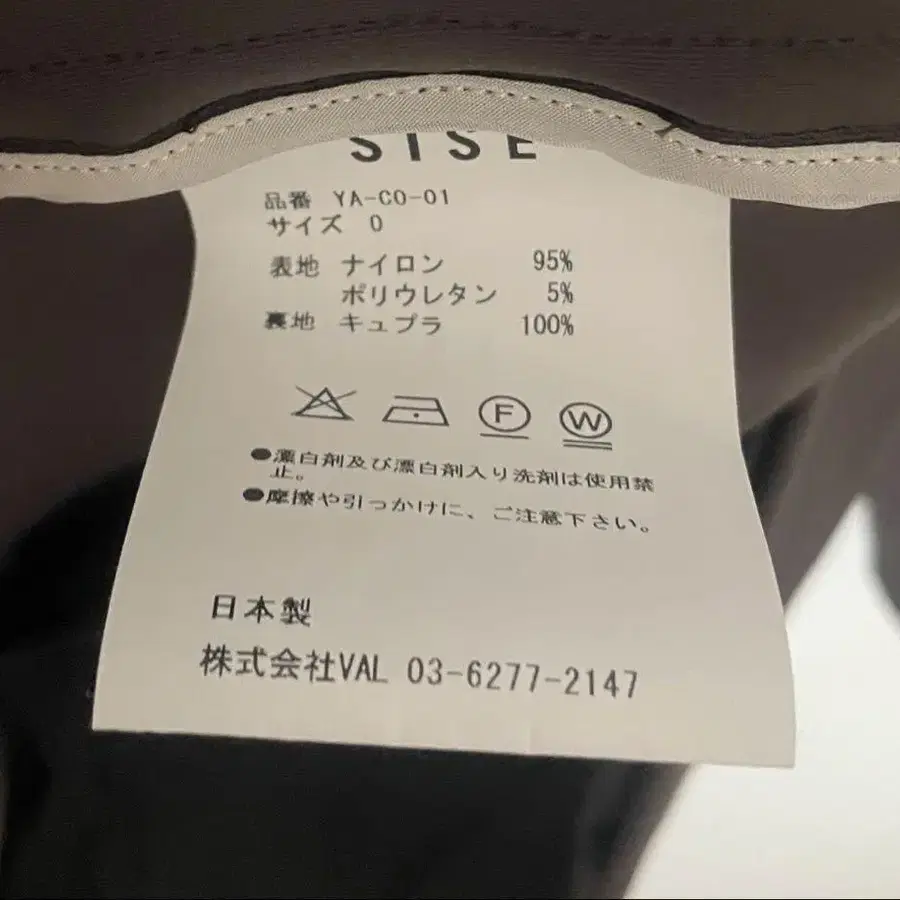 SISE
品番 YA-CO-01
サイズ 0
表地 ナイロン 95%
ポリウレタン 5%
裏地 キュプラ 100%
F W
●漂白剤及び漂白剤入り洗剤は使用禁
止。
●摩擦や引っかけに、ご注意下さい。
日本製
株式会社VAL 03-6277-2147